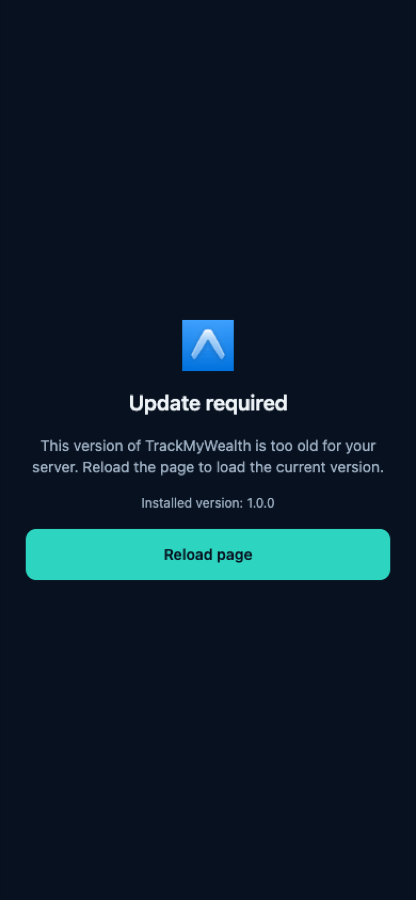 Update required
This version of TrackMyWealth is too old for your
server. Reload the page to load the current version.
Installed version: 1.0.0
Reload page